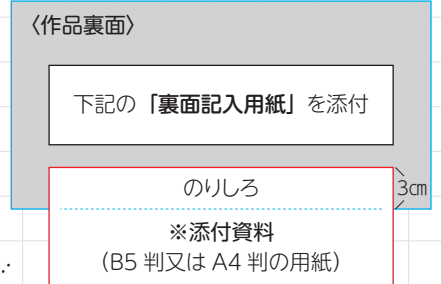 〈作品裏面〉
下記の「裏面記入用紙」を添付
のりしろ
3㎝
※添付資料
（B5 判又は A4 判の用紙）